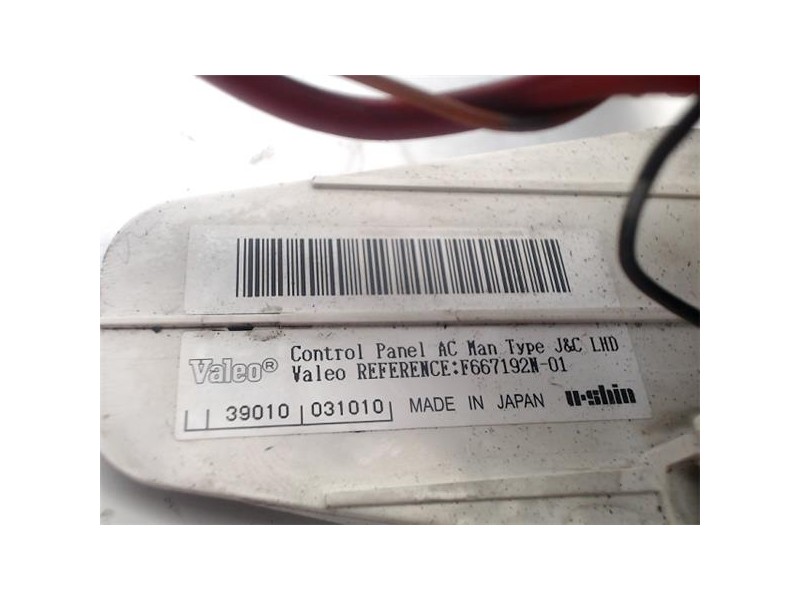 Valeo® Control Panel AC Man Type J&C LHD
Valeo REFERENCE:F667192N-01
39010 031010 MADE IN JAPAN u-shin